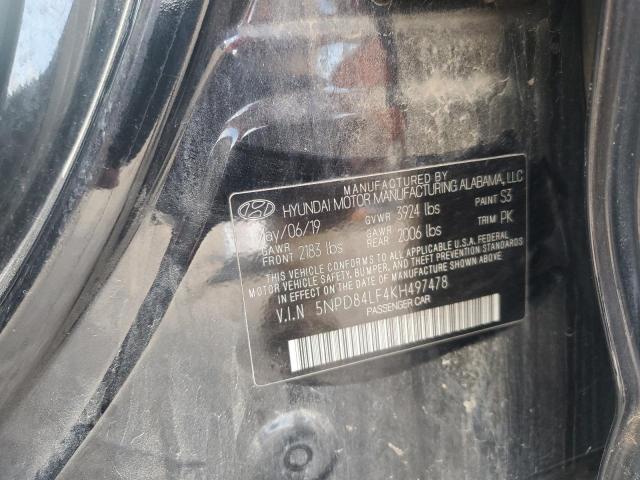 MANUFACTURED BY
HYUNDAI MOTOR MANUFACTURING ALABAMA, LLC
May/06/19 GVWR 3924 lbs PAINT S3
GAWR FRONT 2183 lbs GAWR REAR 2006 lbs TRIM PK
THIS VEHICLE CONFORMS TO ALL APPLICABLE U.S.A. FEDERAL
MOTOR VEHICLE SAFETY, BUMPER, AND THEFT PREVENTION STANDARDS
IN EFFECT ON THE DATE OF MANUFACTURE SHOWN ABOVE.
V.I.N 5NPD84LF4KH497478
PASSENGER CAR